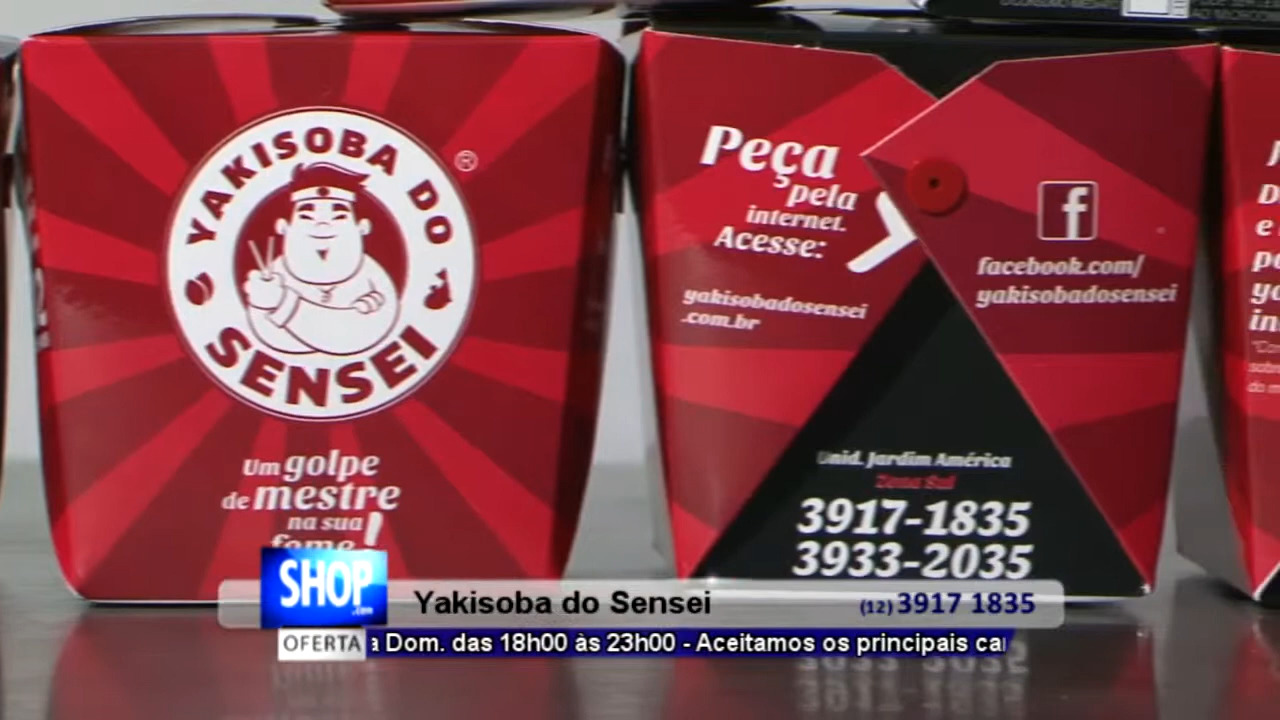 YAKISOBA DO
SENSEI
®
Um golpe
de mestre
na sua
fome!
Peça
pela
internet.
Acesse:
yakisobadosensei
.com.br
f
facebook.com/
yakisobadosensei
Unid. Jardim América
Zona Sul
3917-1835
3933-2035
SHOP
.com
Yakisoba do Sensei
(12) 3917 1835
OFERTA
a Dom. das 18h00 às 23h00 - Aceitamos os principais